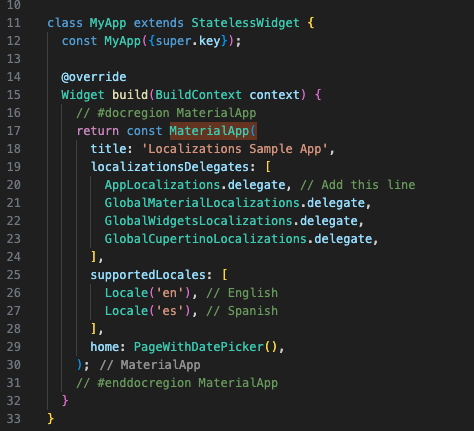 10
11 class MyApp extends StatelessWidget {
12   const MyApp({super.key});
13
14   @override
15   Widget build(BuildContext context) {
16     // #docregion MaterialApp
17     return const MaterialApp(
18       title: 'Localizations Sample App',
19       localizationsDelegates: [
20         AppLocalizations.delegate, // Add this line
21         GlobalMaterialLocalizations.delegate,
22         GlobalWidgetsLocalizations.delegate,
23         GlobalCupertinoLocalizations.delegate,
24       ],
25       supportedLocales: [
26         Locale('en'), // English
27         Locale('es'), // Spanish
28       ],
29       home: PageWithDatePicker(),
30     ); // MaterialApp
31     // #enddocregion MaterialApp
32   }
33 }